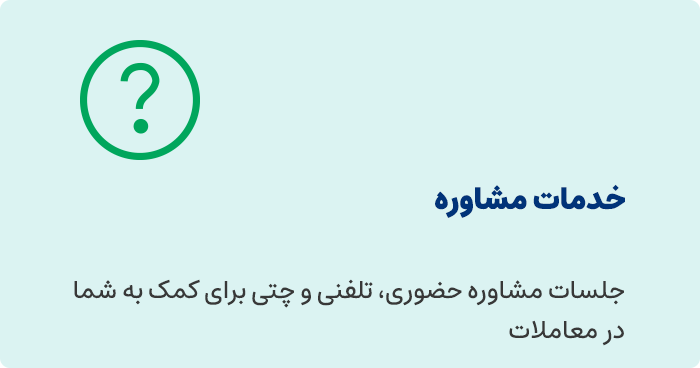 خدمات مشاوره
جلسات مشاوره حضوری، تلفنی و چتی برای کمک به شما
در معاملات